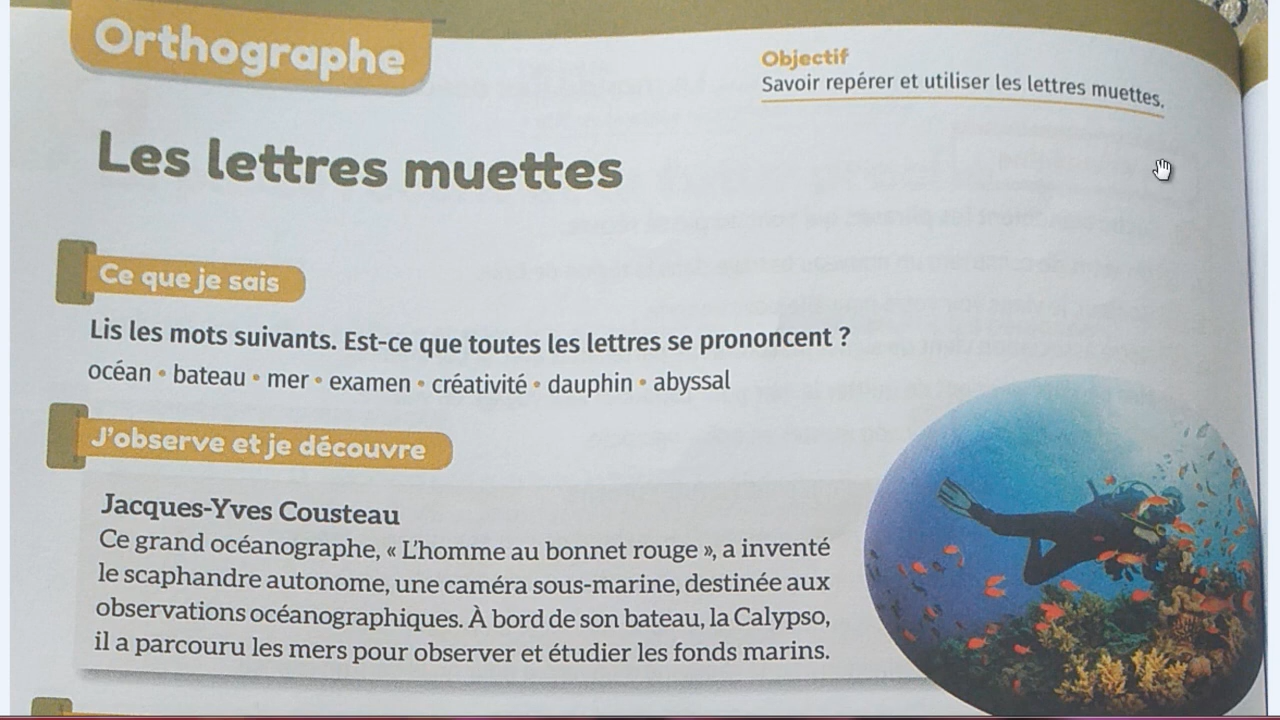 Orthographe
Objectif
Savoir repérer et utiliser les lettres muettes.
Les lettres muettes
Ce que je sais
Lis les mots suivants. Est-ce que toutes les lettres se prononcent ?
océan • bateau • mer • examen • créativité • dauphin • abyssal
J'observe et je découvre
Jacques-Yves Cousteau
Ce grand océanographe, « L'homme au bonnet rouge », a inventé
le scaphandre autonome, une caméra sous-marine, destinée aux
observations océanographiques. À bord de son bateau, la Calypso,
il a parcouru les mers pour observer et étudier les fonds marins.